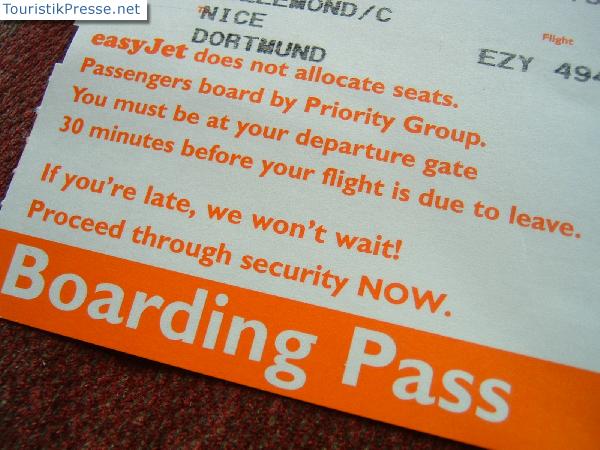 TouristikPresse.net
NICE
DORTMUND
Flight
EZY
easyJet does not allocate seats.
Passengers board by Priority Group.
You must be at your departure gate
30 minutes before your flight is due to leave.
If you're late, we won't wait!
Proceed through security NOW.
Boarding Pass